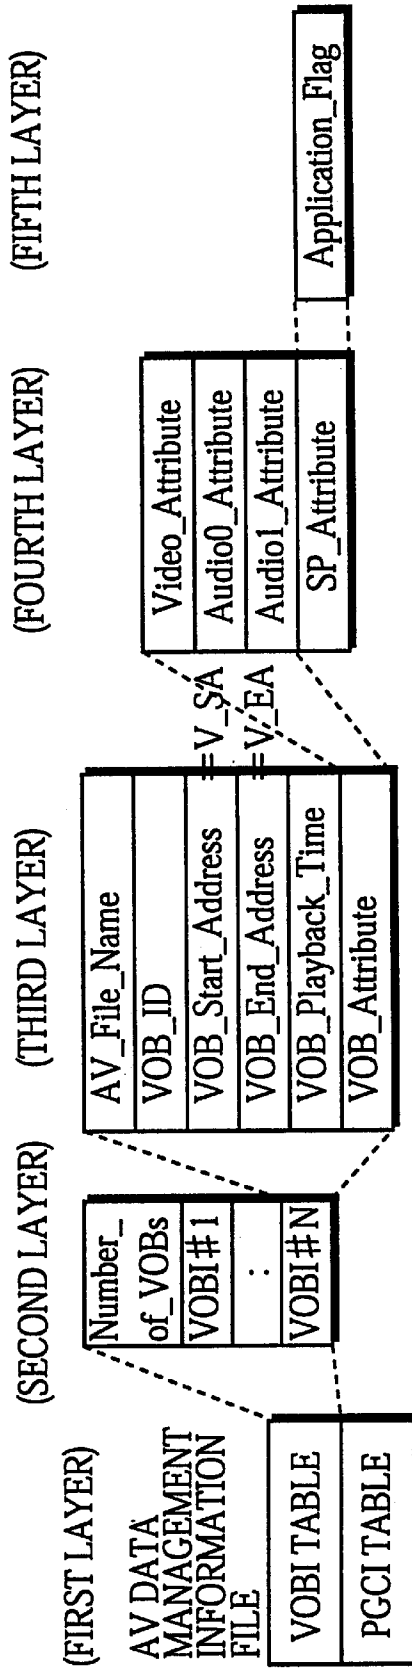 (FIRST LAYER)
AV DATA
MANAGEMENT
INFORMATION
FILE
VOBI TABLE
PGCI TABLE
(SECOND LAYER)
Number_
of_VOBs
VOBI#1
:
VOBI#N
(THIRD LAYER)
AV_File_Name
VOB_ID
VOB_Start_Address
=V_SA
VOB_End_Address
=V_EA
VOB_Playback_Time
VOB_Attribute
(FOURTH LAYER)
Video_Attribute
Audio0_Attribute
Audio1_Attribute
SP_Attribute
(FIFTH LAYER)
Application_Flag